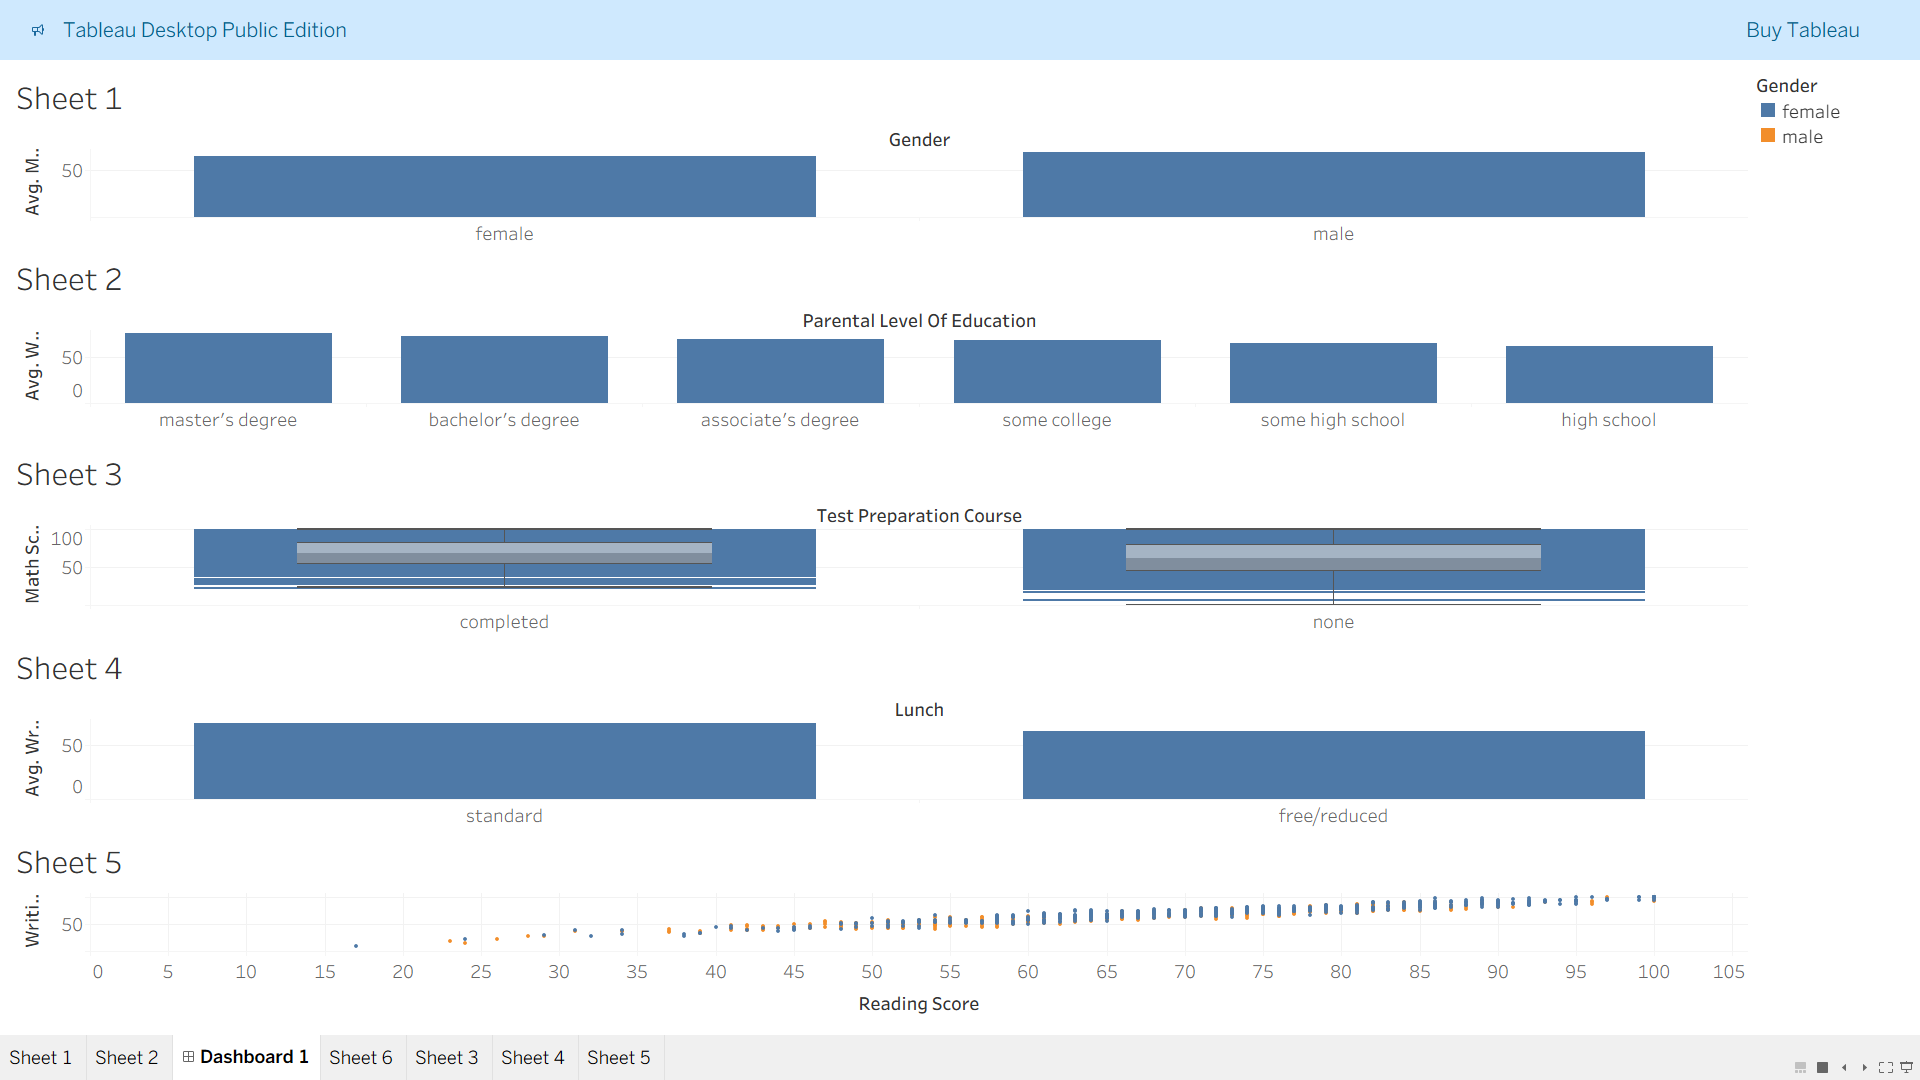 Tableau Desktop Public Edition
Buy Tableau
Sheet 1
Gender
Avg. M..
50
female
male
Gender
female
male
Sheet 2
Parental Level Of Education
Avg. W..
50
0
master's degree
bachelor's degree
associate's degree
some college
some high school
high school
Sheet 3
Test Preparation Course
Math Sc..
100
50
completed
none
Sheet 4
Lunch
Avg. Wr..
50
0
standard
free/reduced
Sheet 5
Writi..
50
0 5 10 15 20 25 30 35 40 45 50 55 60 65 70 75 80 85 90 95 100 105
Reading Score
Sheet 1 Sheet 2 Dashboard 1 Sheet 6 Sheet 3 Sheet 4 Sheet 5